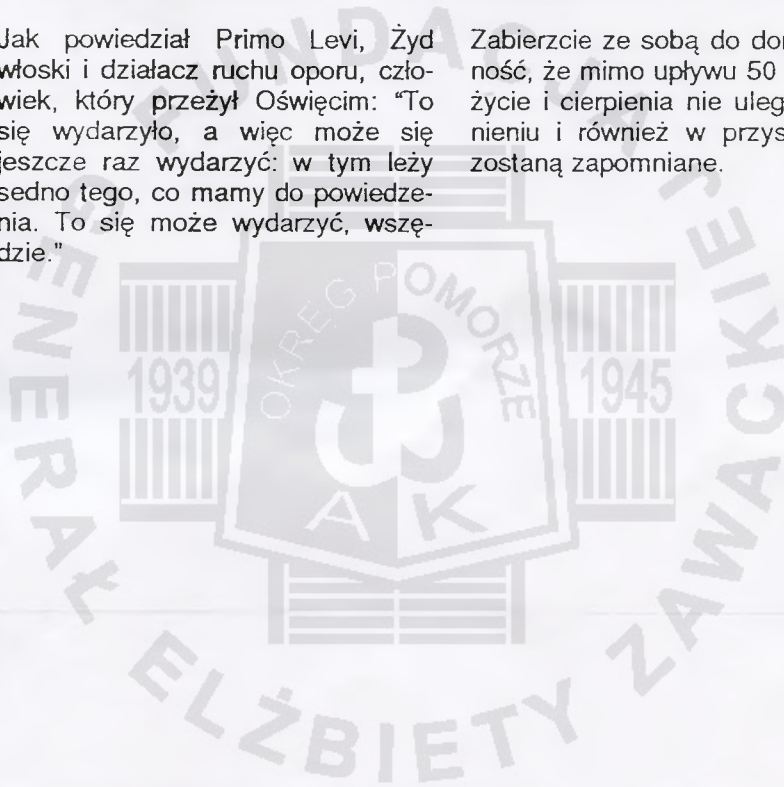 Jak powiedział Primo Levi, Żyd
włoski i działacz ruchu oporu, czło-
wiek, który przeżył Oświęcim: "To
się wydarzyło, a więc może się
jeszcze raz wydarzyć: w tym leży
sedno tego, co mamy do powiedze-
nia. To się może wydarzyć, wszę-
dzie."
Zabierzcie ze sobą do
ność, że mimo upływu 50
życie i cierpienia nie
nieniu i również w
zostaną zapomniane.
FUNDACJA
GENERAŁ ELŻBIETY ZAWACKIEJ
OKRĘG POMORZE
1939
1945
AK